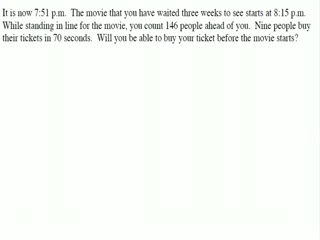 It is now 7:51 p.m. The movie that you have waited three weeks to see starts at 8:15 p.m.
While standing in line for the movie, you count 146 people ahead of you. Nine people buy
their tickets in 70 seconds. Will you be able to buy your ticket before the movie starts?